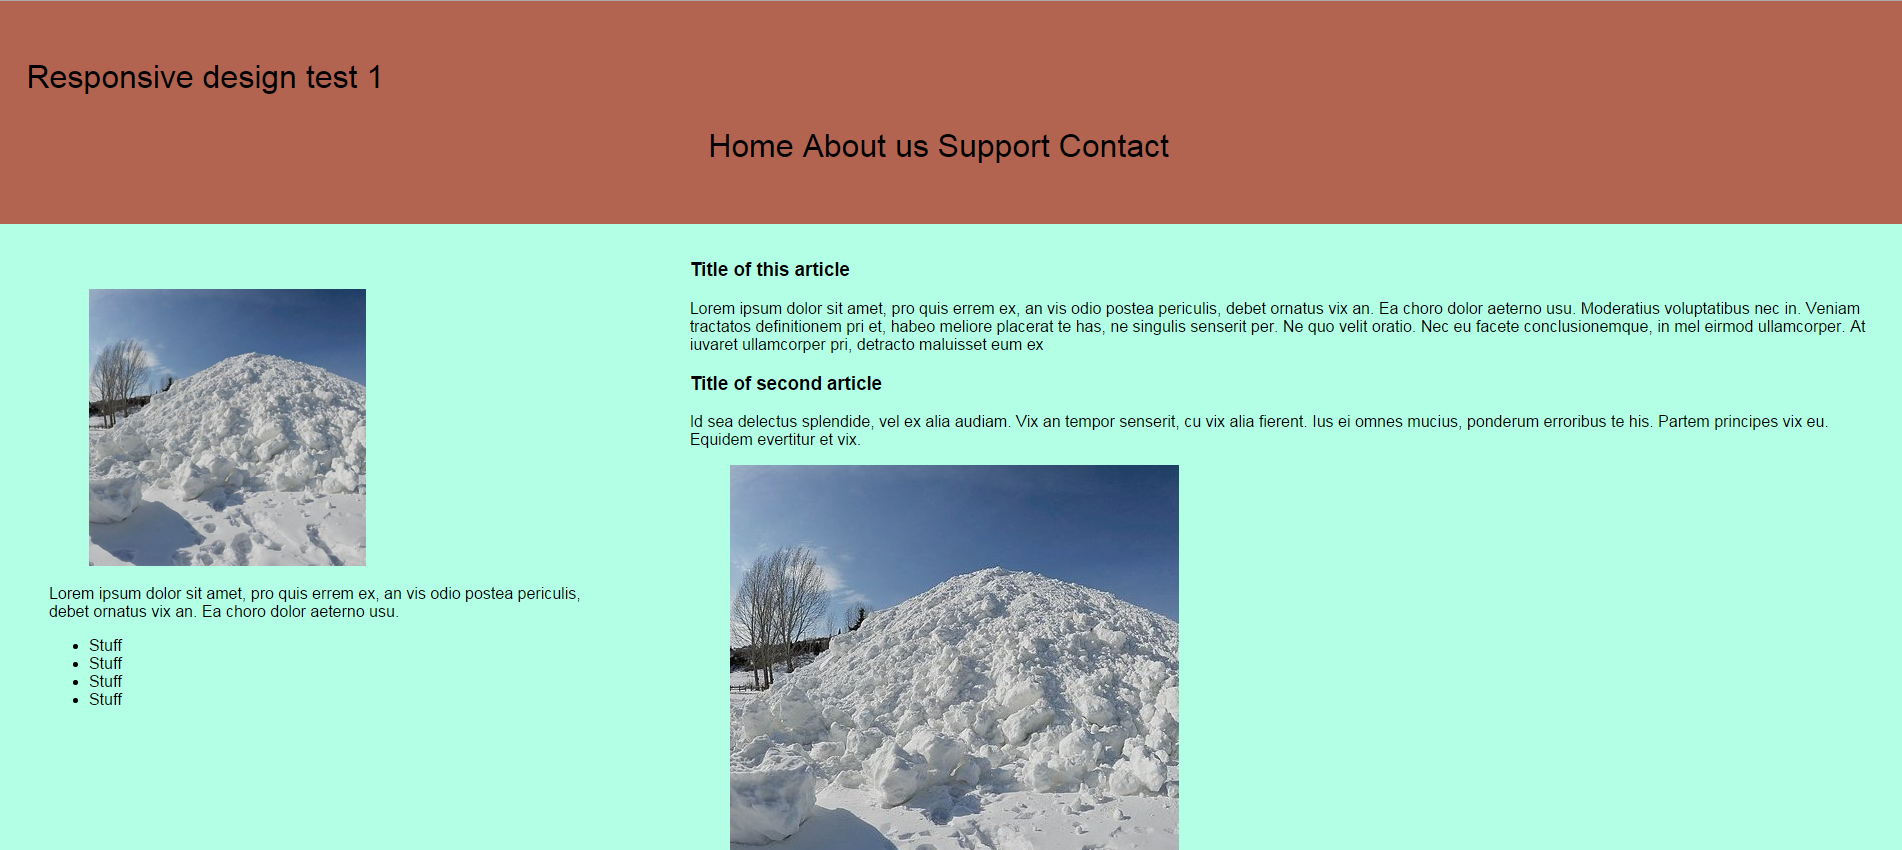 Responsive design test 1
Home About us Support Contact
Lorem ipsum dolor sit amet, pro quis errem ex, an vis odio postea periculis,
debet ornatus vix an. Ea choro dolor aeterno usu.
• Stuff
• Stuff
• Stuff
• Stuff
Title of this article
Lorem ipsum dolor sit amet, pro quis errem ex, an vis odio postea periculis, debet ornatus vix an. Ea choro dolor aeterno usu. Moderatius voluptatibus nec in. Veniam
tractatos definitionem pri et, habeo meliore placerat te has, ne singulis senserit per. Ne quo velit oratio. Nec eu facete conclusionemque, in mel eirmod ullamcorper. At
iuvaret ullamcorper pri, detracto maluisset eum ex
Title of second article
Id sea delectus splendide, vel ex alia audiam. Vix an tempor senserit, cu vix alia fierent. Ius ei omnes mucius, ponderum erroribus te his. Partem principes vix eu.
Equidem evertitur et vix.